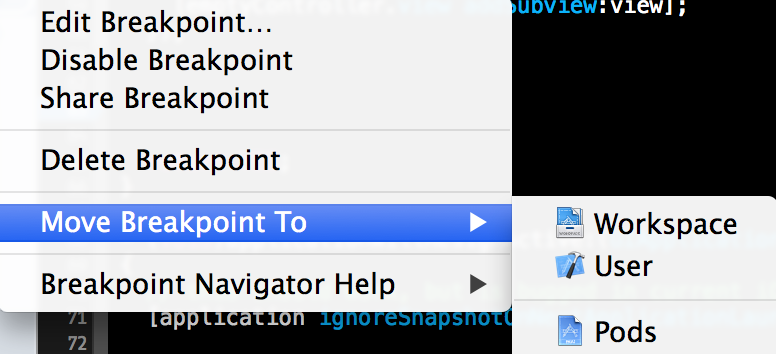 Subview:view];
Edit Breakpoint...
Disable Breakpoint
Share Breakpoint
Delete Breakpoint
Move Breakpoint To
Workspace
User
Breakpoint Navigator Help
71 [application ignoreSnapshot
Pods
72